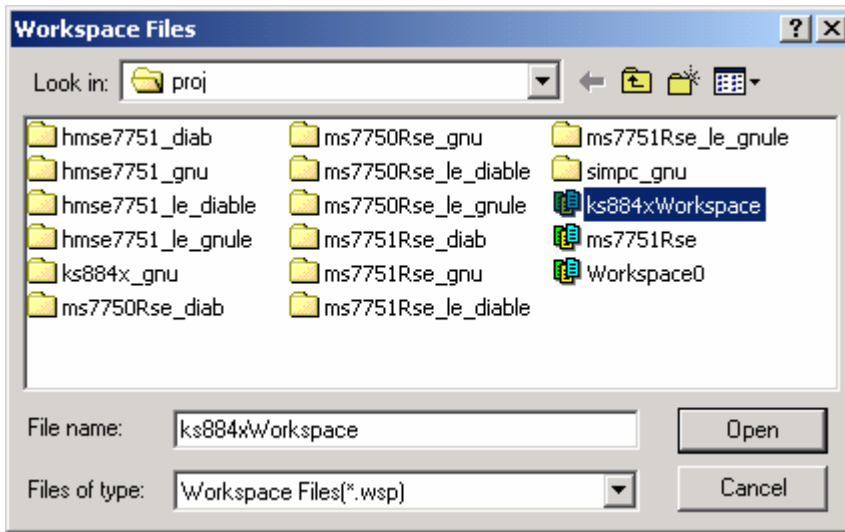 Workspace Files
Look in: proj
hmse7751_diab
hmse7751_gnu
hmse7751_le_diable
hmse7751_le_gnule
ks884x_gnu
ms7750Rse_diab
ms7750Rse_gnu
ms7750Rse_le_diable
ms7750Rse_le_gnule
ms7751Rse_diab
ms7751Rse_gnu
ms7751Rse_le_diable
ms7751Rse_le_gnule
simpc_gnu
ks884xWorkspace
ms7751Rse
Workspace0
File name: ks884xWorkspace Open
Files of type: Workspace Files(*.wsp) Cancel